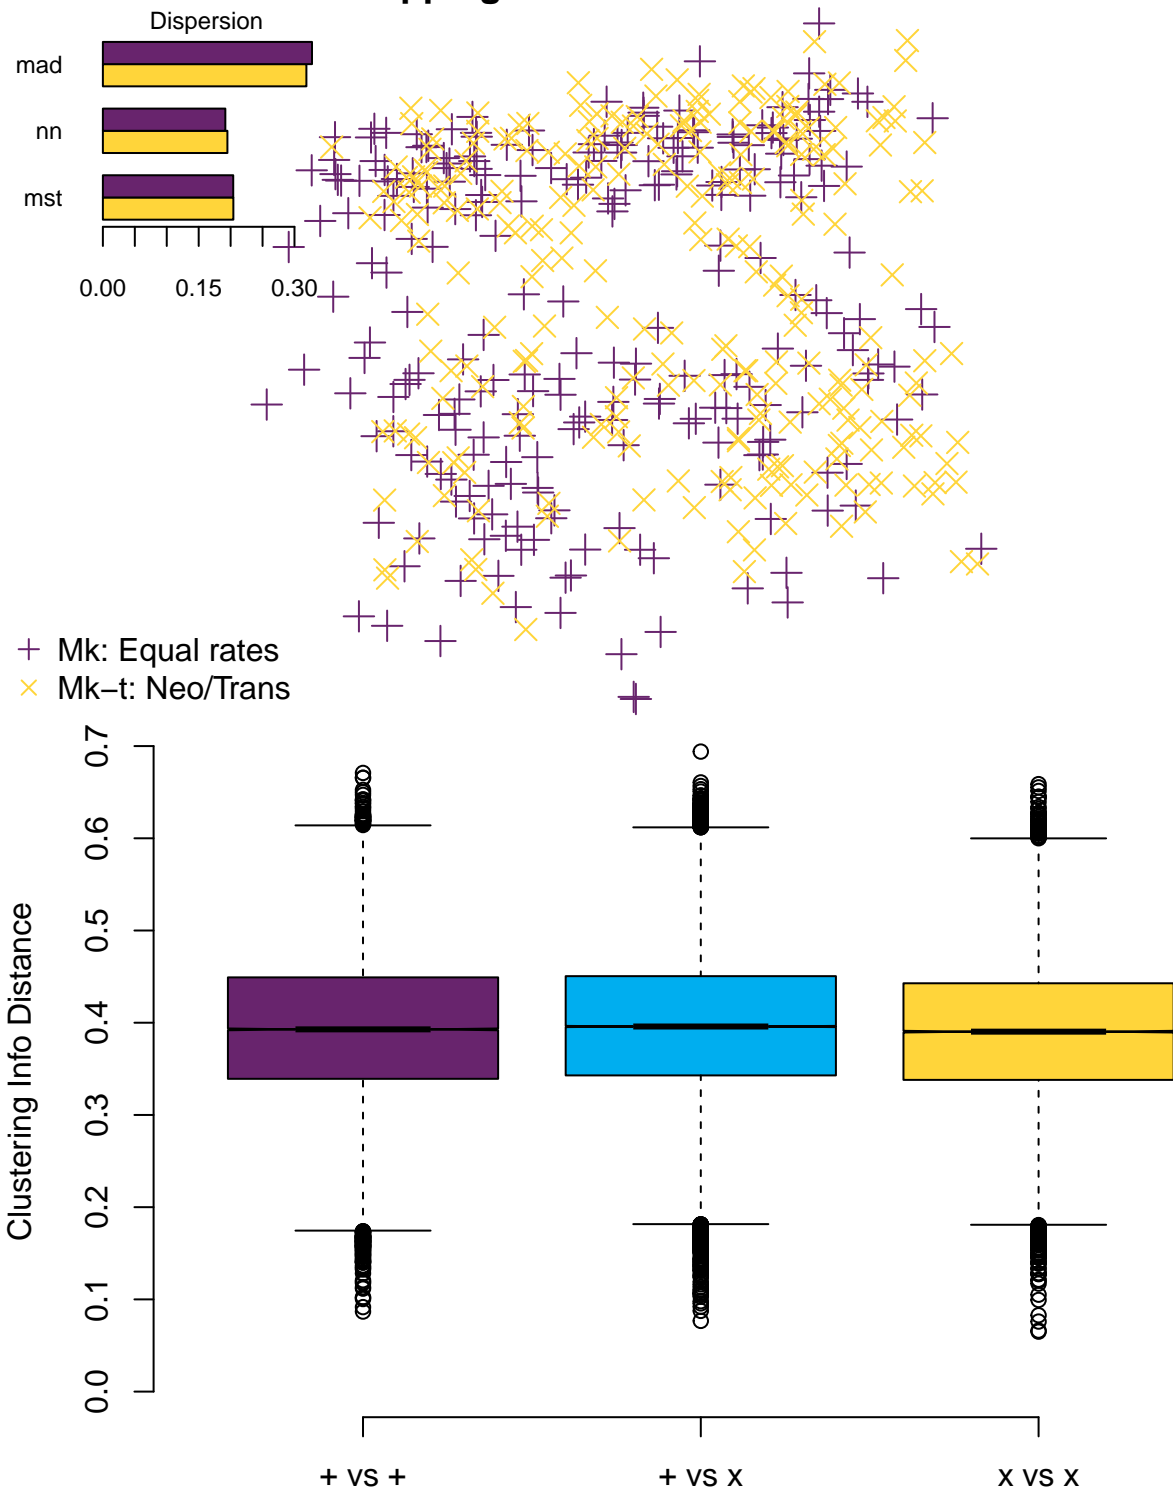 Dispersion
mad
nn
mst
0.00 0.15 0.30
+ Mk: Equal rates
× Mk−t: Neo/Trans
Clustering Info Distance
0.7
0.6
0.5
0.4
0.3
0.2
0.1
0.0
+ vs + + vs x x vs x